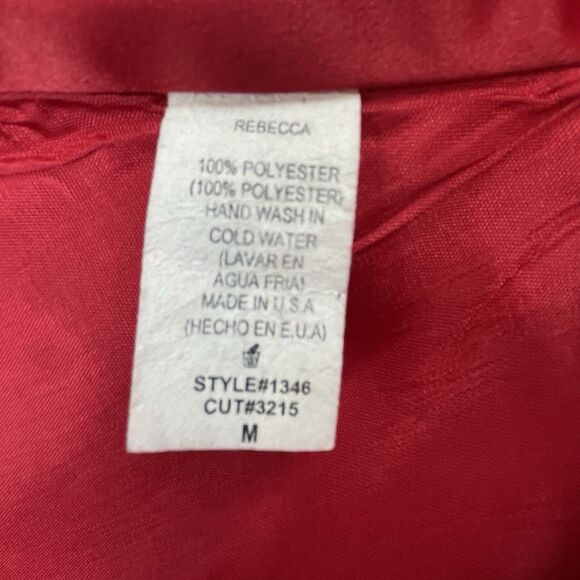 REBECCA
100% POLYESTER
(100% POLYESTER)
HAND WASH IN
COLD WATER
(LAVAR EN
AGUA FRIA)
MADE IN U.S.A
(HECHO EN E.U.A)
STYLE#1346
CUT#3215
M